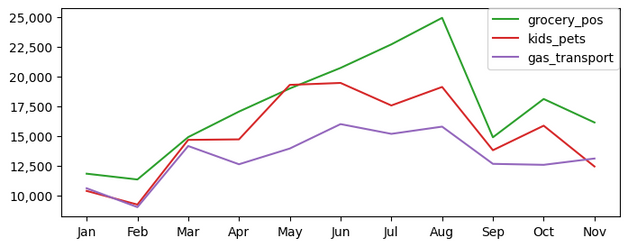 25,000
22,500
20,000
17,500
15,000
12,500
10,000
grocery_pos
kids_pets
gas_transport
Jan Feb Mar Apr May Jun Jul Aug Sep Oct Nov